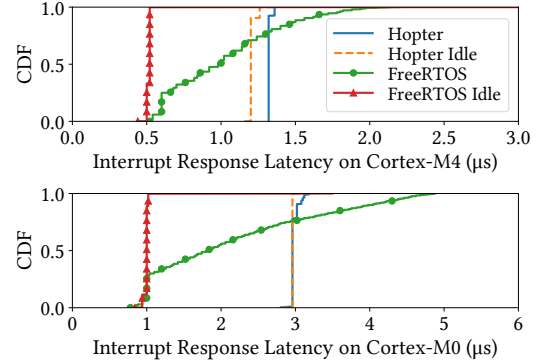 1.0
0.5
0.0
CDF
Hopter
Hopter Idle
FreeRTOS
FreeRTOS Idle
0.0 0.5 1.0 1.5 2.0 2.5 3.0
Interrupt Response Latency on Cortex-M4 (μs)
1.0
0.5
0.0
CDF
0 1 2 3 4 5 6
Interrupt Response Latency on Cortex-M0 (μs)